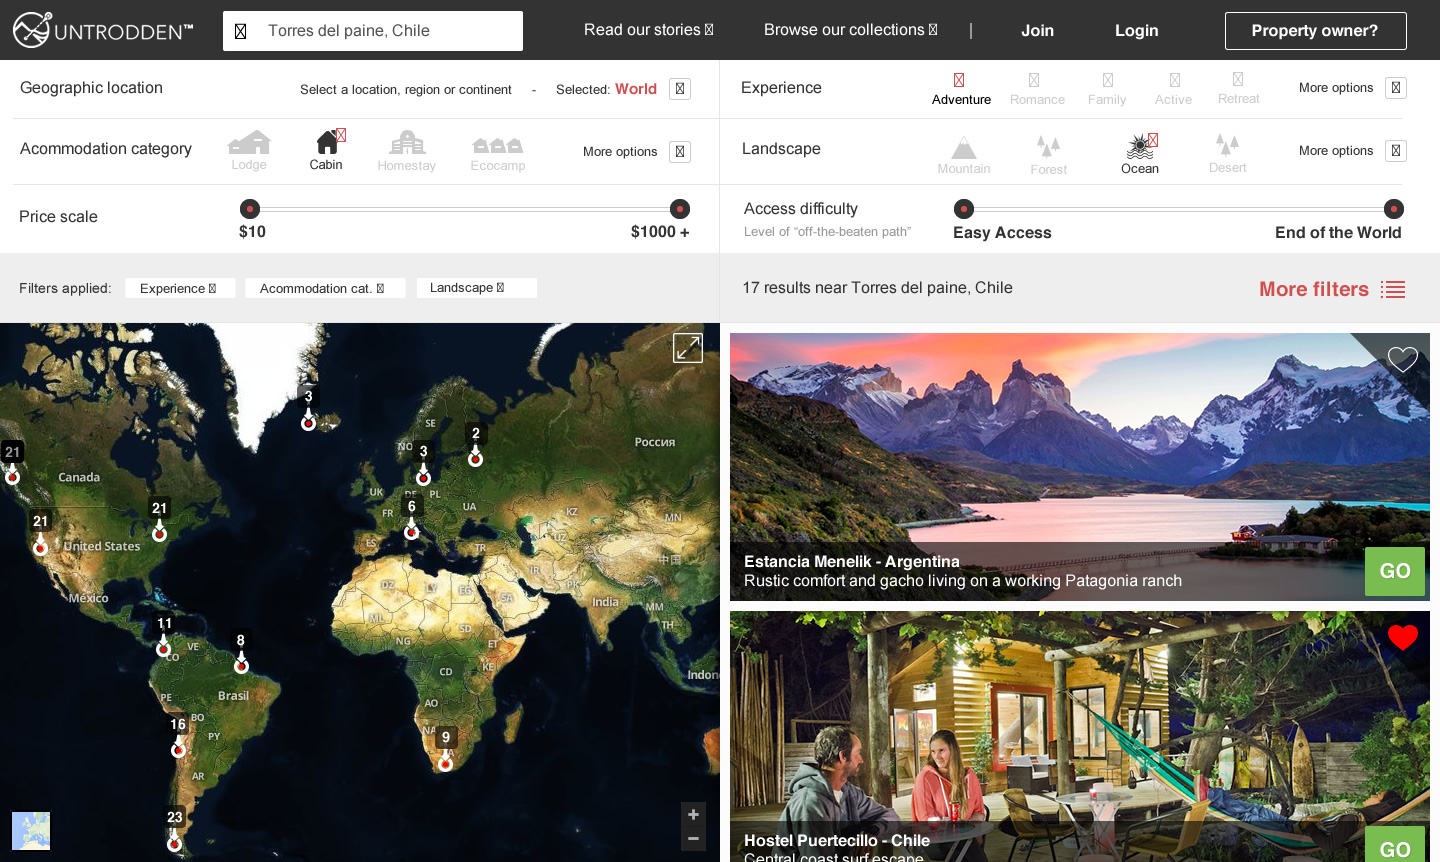 UNTRODDEN™
Torres del paine, Chile
Read our stories
Browse our collections
|
Join
Login
Property owner?
Geographic location
Select a location, region or continent - Selected: World
Experience
Adventure
Romance
Family
Active
Retreat
More options
Acommodation category
Lodge
Cabin
Homestay
Ecocamp
More options
Landscape
Mountain
Forest
Ocean
Desert
More options
Price scale
$10
$1000 +
Access difficulty
Level of “off-the-beaten path”
Easy Access
End of the World
Filters applied:
Experience
Acommodation cat.
Landscape
17 results near Torres del paine, Chile
More filters
3
SE
2
Россия
NO
3
21
Canada
UK
DE
PL
21
6
UA
FR
KZ
MN
21
United States
ES
UZ
TR
中国
IR
DZ
LY
EG
PK
México
SA
India
ML
MM
11
SD
TH
8
NG
ET
VE
CO
KE
CD
Indon
PE
Brasil
AO
16
BO
NA
9
PY
ZA
AR
23
+
−
Estancia Menelik - Argentina
Rustic comfort and gacho living on a working Patagonia ranch
GO
Hostel Puertecillo - Chile
Central coast surf escape
GO